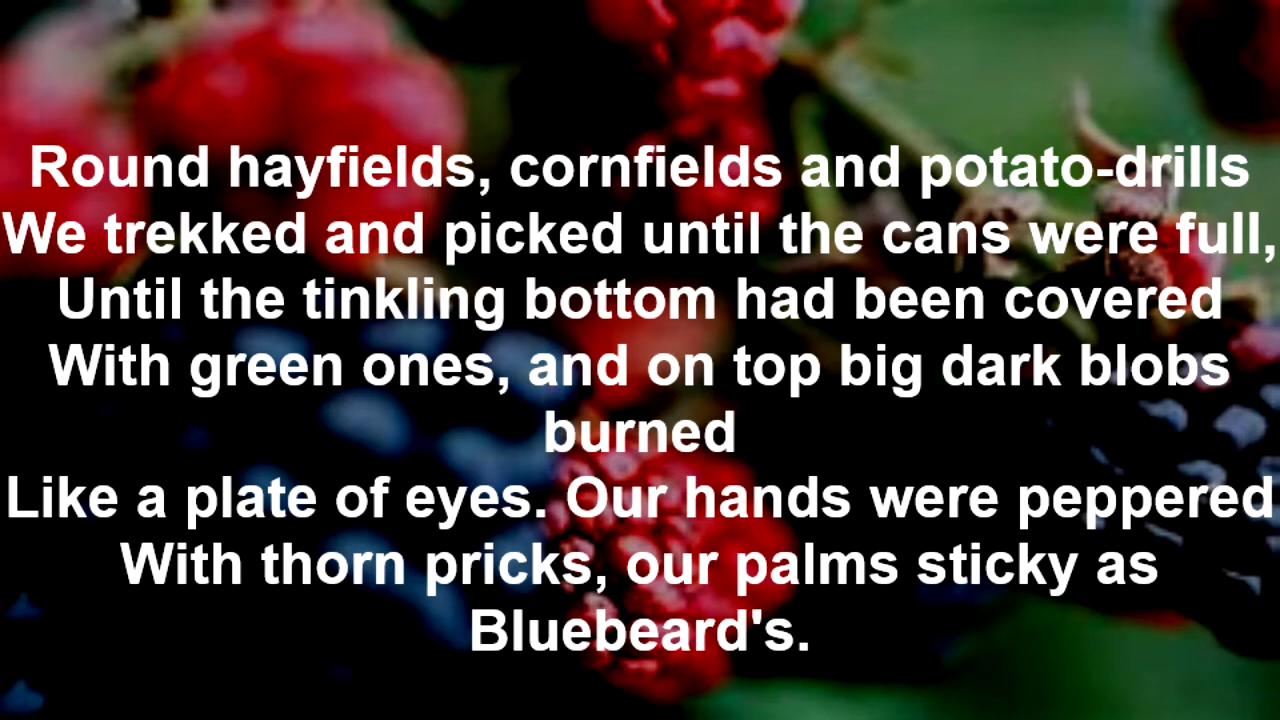 Round hayfields, cornfields and potato-drills
We trekked and picked until the cans were full,
Until the tinkling bottom had been covered
With green ones, and on top big dark blobs
burned
Like a plate of eyes. Our hands were peppered
With thorn pricks, our palms sticky as
Bluebeard's.